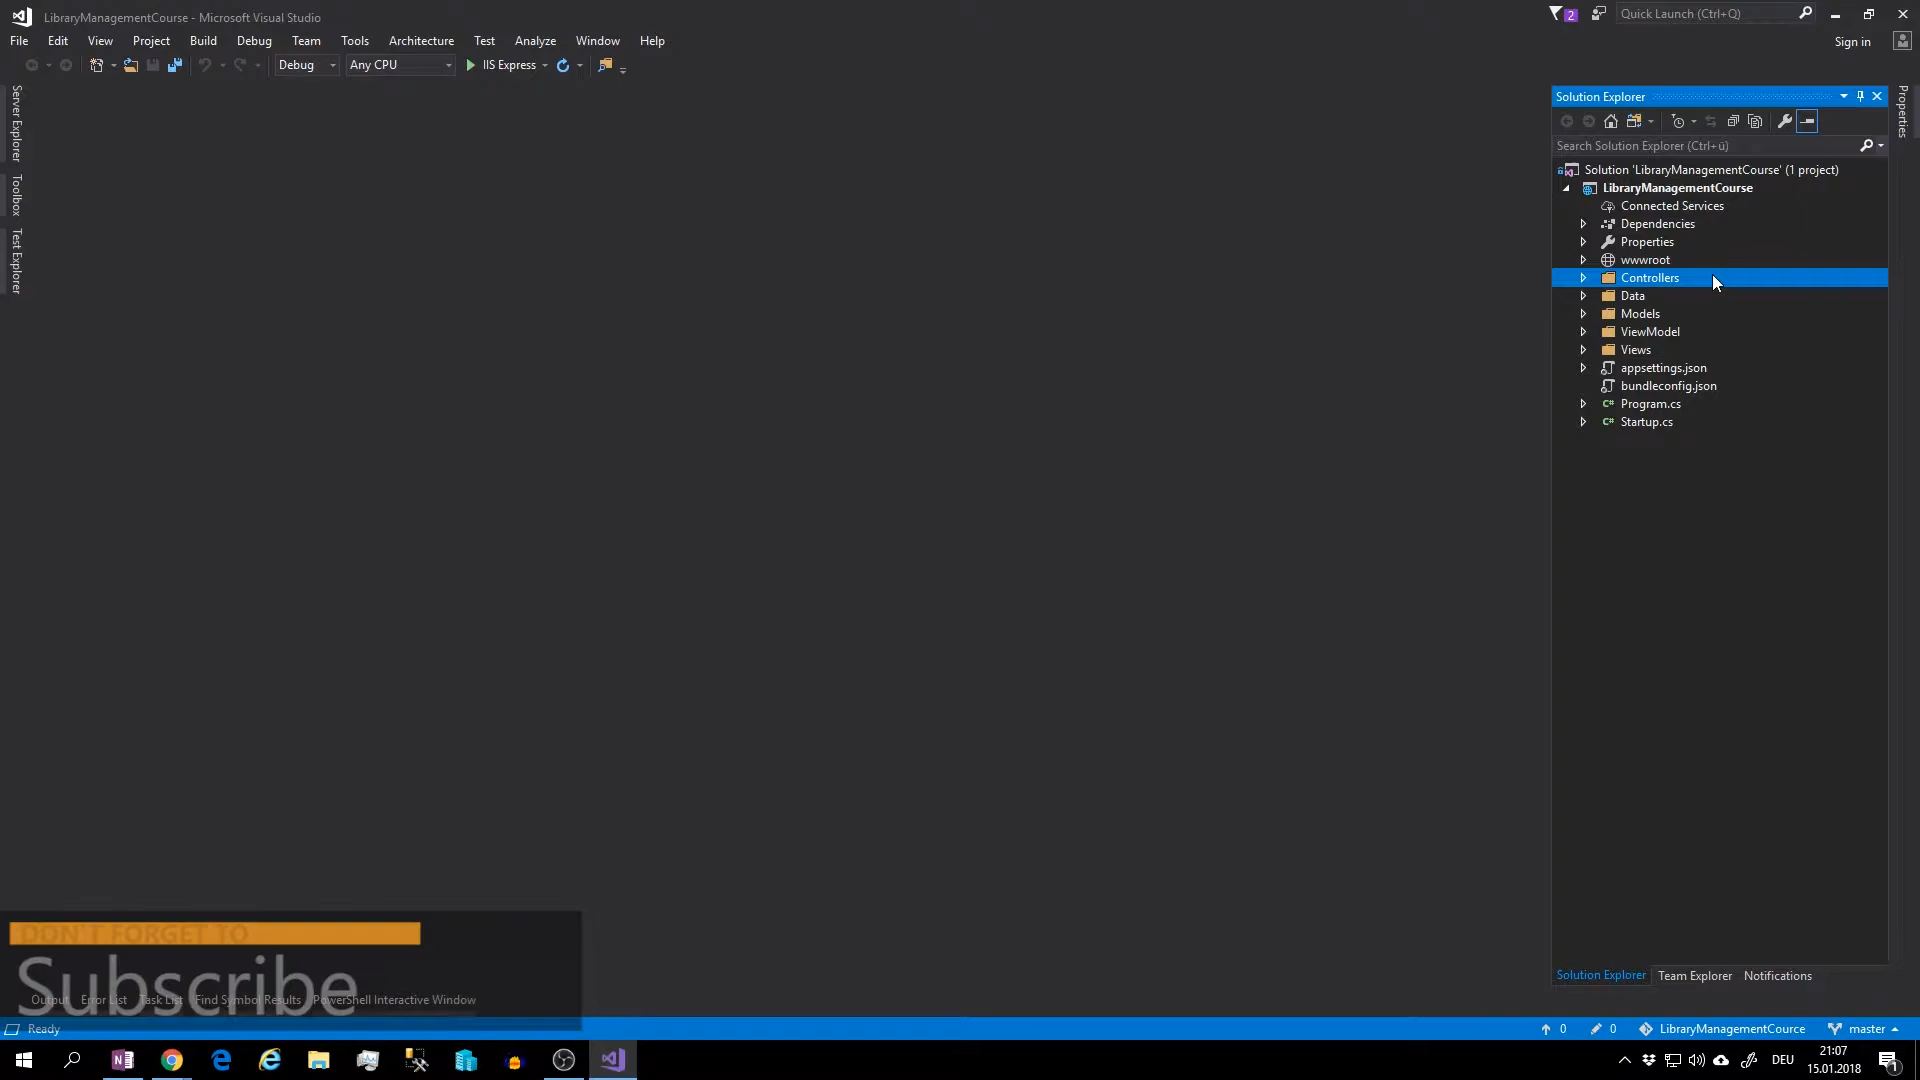 LibraryManagementCourse - Microsoft Visual Studio
2
Quick Launch (Ctrl+Q)
File Edit View Project Build Debug Team Tools Architecture Test Analyze Window Help
Sign in
Debug Any CPU IIS Express
Server Explorer
Toolbox
Test Explorer
Solution Explorer
Properties
Search Solution Explorer (Ctrl+ü)
Solution 'LibraryManagementCourse' (1 project)
LibraryManagementCourse
Connected Services
Dependencies
Properties
wwwroot
Controllers
Data
Models
ViewModel
Views
appsettings.json
bundleconfig.json
C# Program.cs
C# Startup.cs
Solution Explorer Team Explorer Notifications
DON'T FORGET TO
Subscribe
Output Error List Task List Find Symbol Results PowerShell Interactive Window
Ready
0 0 LibraryManagementCource master
DEU
21:07
15.01.2018
1